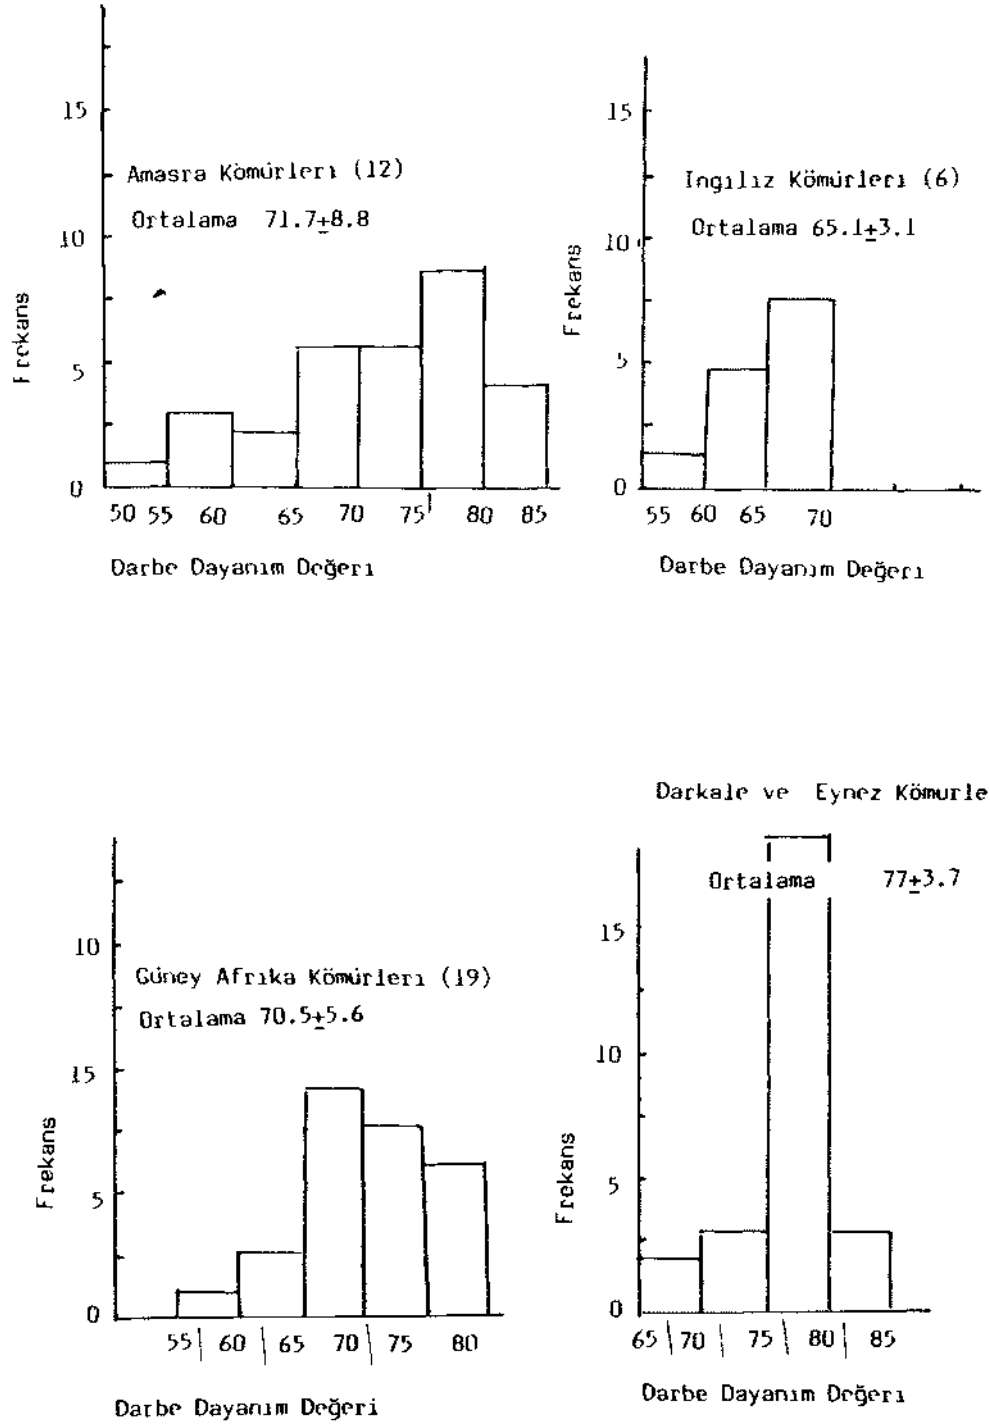 15
Amasra Kömürleri (12)
Ortalama 71.7±8.8
10
Frekans
5
0
50 55 60 65 70 75 80 85
Darbe Dayanım Değeri
15
Ingiliz Kömürleri (6)
Ortalama 65.1±3.1
10
Frekans
5
0
55 60 65 70
Darbe Dayanım Değeri
10
Güney Afrika Kömürleri (19)
Ortalama 70.5±5.6
15
Frekans
5
0
55 60 65 70 75 80
Darbe Dayanım Değeri
Darkale ve Eynez Kömurle
Ortalama 77±3.7
15
10
Frekans
5
0
65 70 75 80 85
Darbe Dayanım Değeri